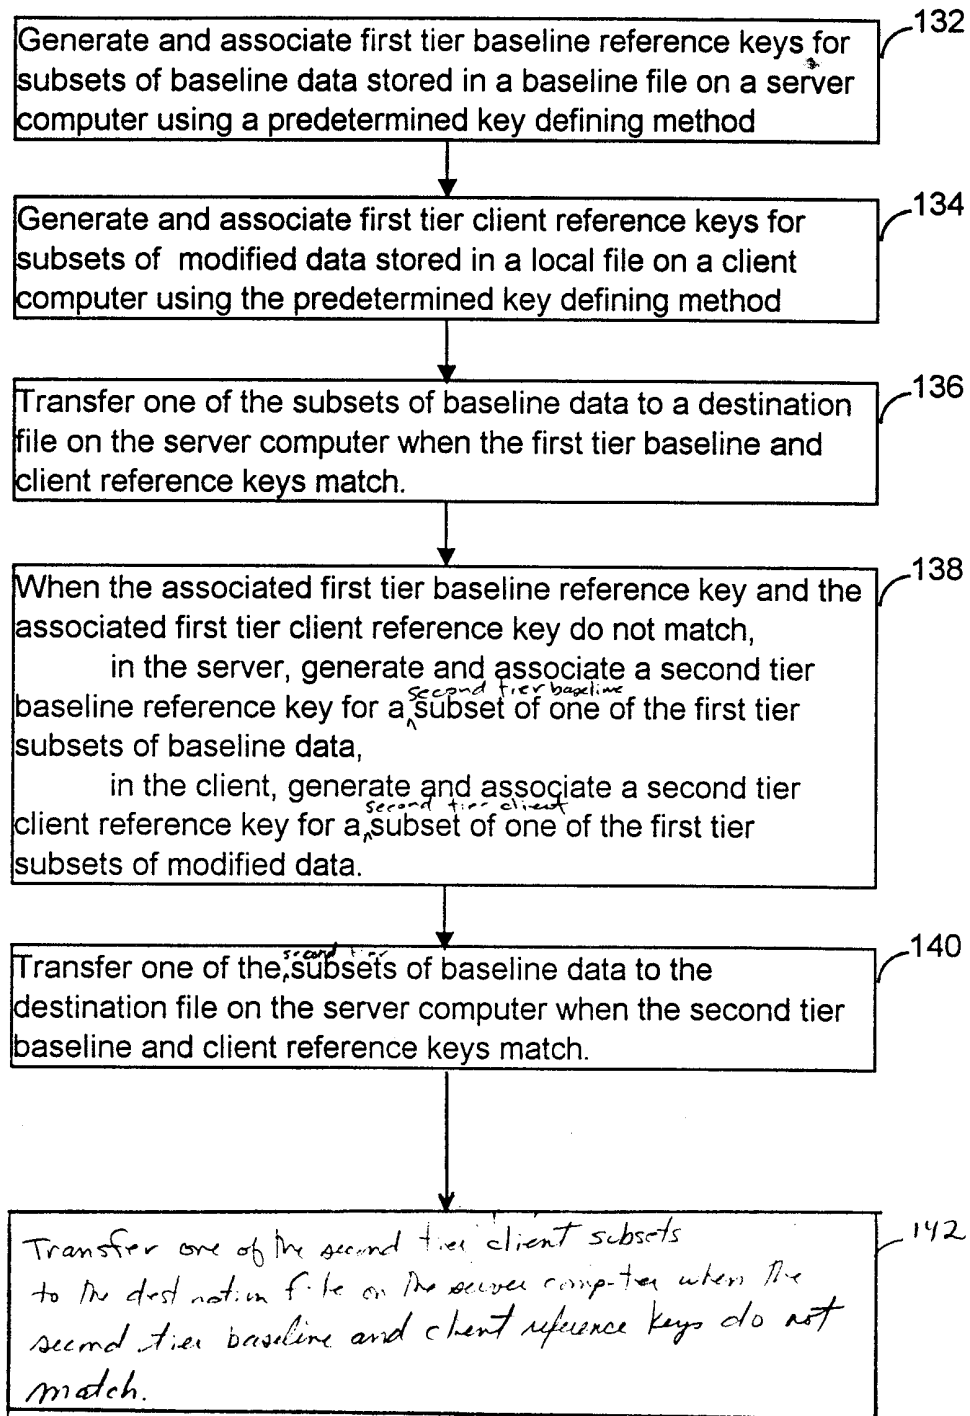 132
Generate and associate first tier baseline reference keys for
subsets of baseline data stored in a baseline file on a server
computer using a predetermined key defining method
134
Generate and associate first tier client reference keys for
subsets of modified data stored in a local file on a client
computer using the predetermined key defining method
136
Transfer one of the subsets of baseline data to a destination
file on the server computer when the first tier baseline and
client reference keys match.
138
When the associated first tier baseline reference key and the
associated first tier client reference key do not match,
in the server, generate and associate a second tier
second tier baseline
baseline reference key for a subset of one of the first tier
subsets of baseline data,
in the client, generate and associate a second tier
second tier client
client reference key for a subset of one of the first tier
subsets of modified data.
140
second tier
Transfer one of the subsets of baseline data to the
destination file on the server computer when the second tier
baseline and client reference keys match.
142
Transfer one of the second tier client subsets
to the destination file on the server computer when the
second tier baseline and client reference keys do not
match.